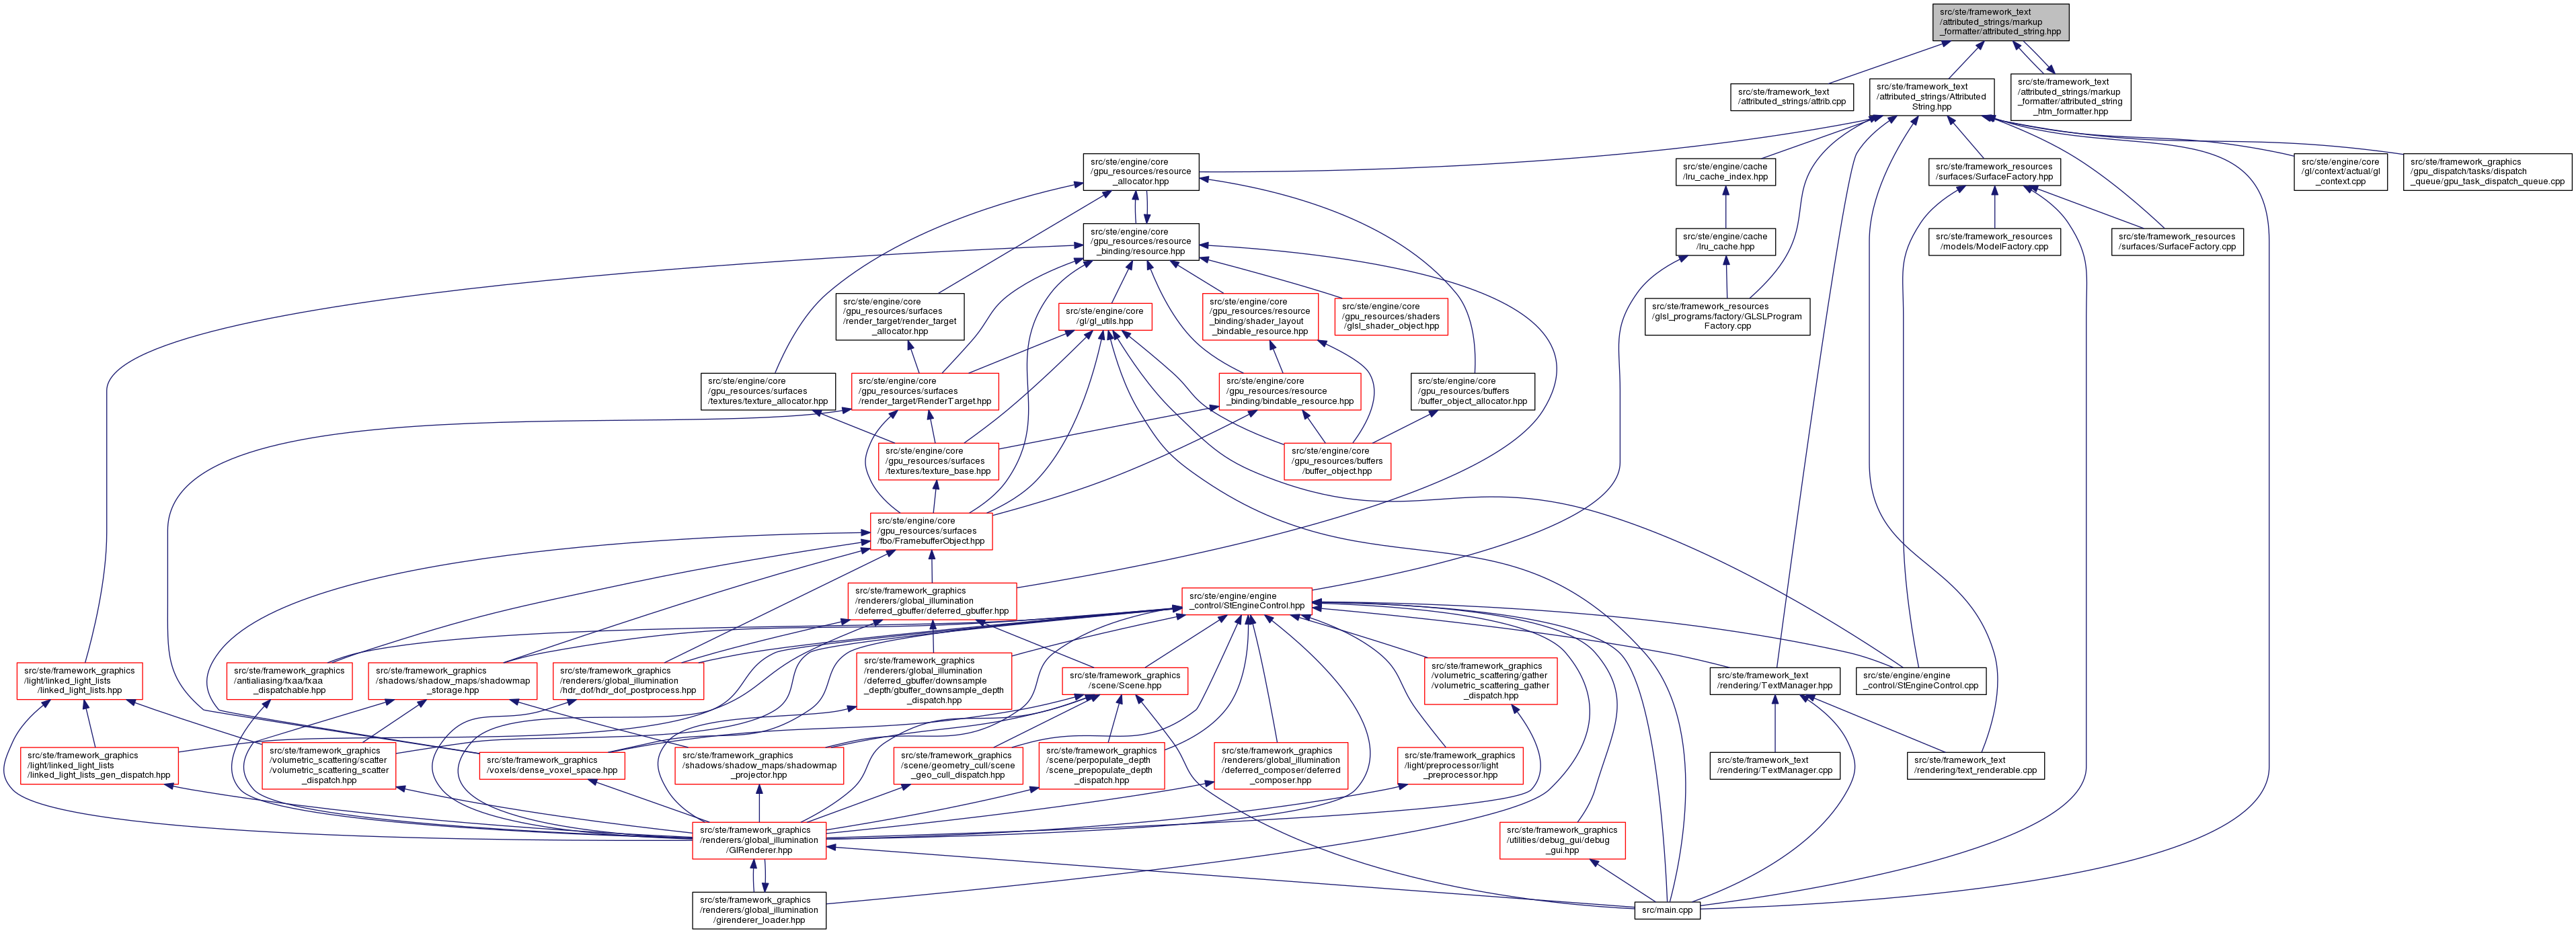 src/ste/framework_text
/attributed_strings/markup
_formatter/attributed_string.hpp
src/ste/framework_text
/attributed_strings/attrib.cpp
src/ste/framework_text
/attributed_strings/Attributed
String.hpp
src/ste/framework_text
/attributed_strings/markup
_formatter/attributed_string
_htm_formatter.hpp
src/ste/engine/core
/gpu_resources/resource
_allocator.hpp
src/ste/engine/cache
/lru_cache_index.hpp
src/ste/framework_resources
/surfaces/SurfaceFactory.hpp
src/ste/engine/core
/gl/context/actual/gl
_context.cpp
src/ste/framework_graphics
/gpu_dispatch/tasks/dispatch
_queue/gpu_task_dispatch_queue.cpp
src/ste/engine/core
/gpu_resources/resource
_binding/resource.hpp
src/ste/engine/cache
/lru_cache.hpp
src/ste/framework_resources
/models/ModelFactory.cpp
src/ste/framework_resources
/surfaces/SurfaceFactory.cpp
src/ste/engine/core
/gpu_resources/surfaces
/render_target/render_target
_allocator.hpp
src/ste/engine/core
/gl/gl_utils.hpp
src/ste/engine/core
/gpu_resources/resource
_binding/shader_layout
_bindable_resource.hpp
src/ste/engine/core
/gpu_resources/shaders
/glsl_shader_object.hpp
src/ste/framework_resources
/glsl_programs/factory/GLSLProgram
Factory.cpp
src/ste/engine/core
/gpu_resources/surfaces
/textures/texture_allocator.hpp
src/ste/engine/core
/gpu_resources/surfaces
/render_target/RenderTarget.hpp
src/ste/engine/core
/gpu_resources/resource
_binding/bindable_resource.hpp
src/ste/engine/core
/gpu_resources/buffers
/buffer_object_allocator.hpp
src/ste/engine/core
/gpu_resources/surfaces
/textures/texture_base.hpp
src/ste/engine/core
/gpu_resources/buffers
/buffer_object.hpp
src/ste/engine/core
/gpu_resources/surfaces
/fbo/FramebufferObject.hpp
src/ste/framework_graphics
/renderers/global_illumination
/deferred_gbuffer/deferred_gbuffer.hpp
src/ste/engine/engine
_control/StEngineControl.hpp
src/ste/framework_graphics
/light/linked_light_lists
/linked_light_lists.hpp
src/ste/framework_graphics
/antialiasing/fxaa/fxaa
_dispatchable.hpp
src/ste/framework_graphics
/shadows/shadow_maps/shadowmap
_storage.hpp
src/ste/framework_graphics
/renderers/global_illumination
/hdr_dof/hdr_dof_postprocess.hpp
src/ste/framework_graphics
/renderers/global_illumination
/deferred_gbuffer/downsample
_depth/gbuffer_downsample_depth
_dispatch.hpp
src/ste/framework_graphics
/scene/Scene.hpp
src/ste/framework_graphics
/volumetric_scattering/gather
/volumetric_scattering_gather
_dispatch.hpp
src/ste/framework_text
/rendering/TextManager.hpp
src/ste/engine/engine
_control/StEngineControl.cpp
src/ste/framework_graphics
/light/linked_light_lists
/linked_light_lists_gen_dispatch.hpp
src/ste/framework_graphics
/volumetric_scattering/scatter
/volumetric_scattering_scatter
_dispatch.hpp
src/ste/framework_graphics
/voxels/dense_voxel_space.hpp
src/ste/framework_graphics
/shadows/shadow_maps/shadowmap
_projector.hpp
src/ste/framework_graphics
/scene/geometry_cull/scene
_geo_cull_dispatch.hpp
src/ste/framework_graphics
/scene/perpopulate_depth
/scene_prepopulate_depth
_dispatch.hpp
src/ste/framework_graphics
/renderers/global_illumination
/deferred_composer/deferred
_composer.hpp
src/ste/framework_graphics
/light/preprocessor/light
_preprocessor.hpp
src/ste/framework_text
/rendering/TextManager.cpp
src/ste/framework_text
/rendering/text_renderable.cpp
src/ste/framework_graphics
/renderers/global_illumination
/GIRenderer.hpp
src/ste/framework_graphics
/utilities/debug_gui/debug
_gui.hpp
src/ste/framework_graphics
/renderers/global_illumination
/girenderer_loader.hpp
src/main.cpp